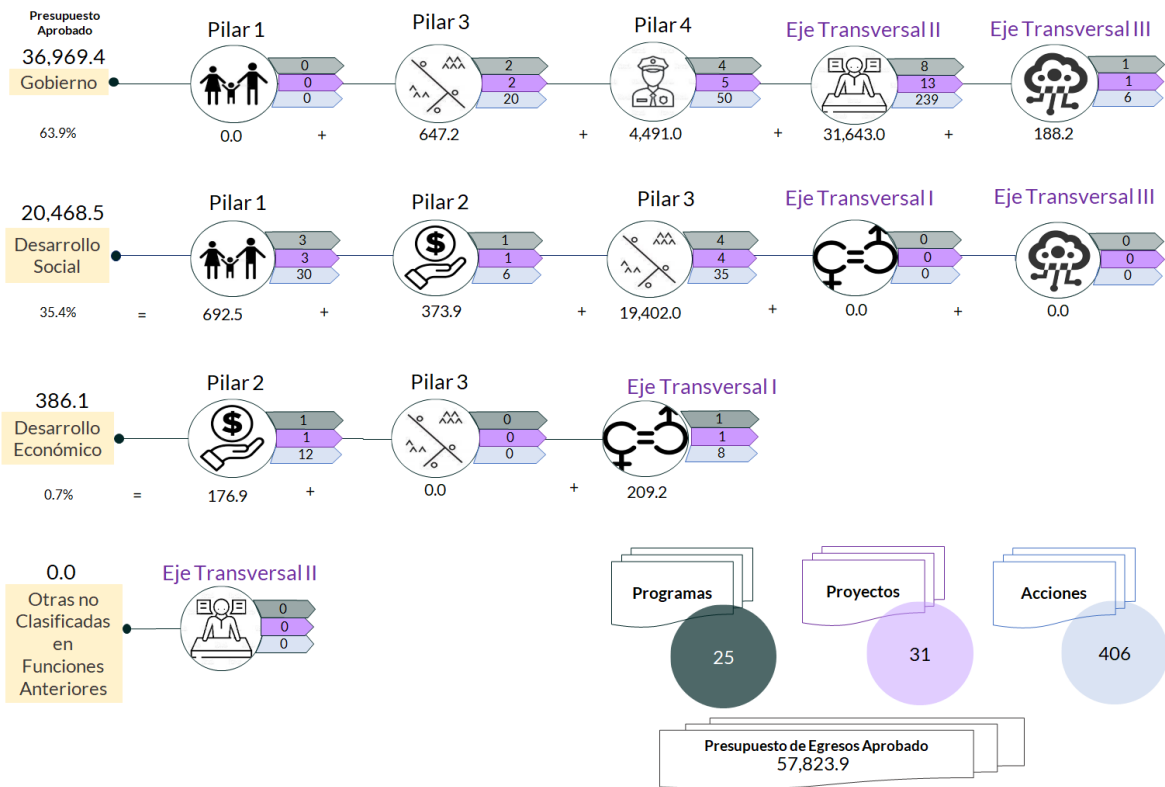 Presupuesto
Aprobado
36,969.4
Gobierno
63.9%
Pilar 1
0
0
0
0.0
+
Pilar 3
2
2
20
647.2
+
Pilar 4
4
5
50
4,491.0
+
Eje Transversal II
8
13
239
31,643.0
+
Eje Transversal III
1
1
6
188.2
20,468.5
Desarrollo
Social
35.4%
=
Pilar 1
3
3
30
692.5
+
Pilar 2
$
1
1
6
373.9
+
Pilar 3
4
4
35
19,402.0
+
Eje Transversal I
0
0
0
0.0
+
Eje Transversal III
0
0
0
0.0
386.1
Desarrollo
Económico
0.7%
=
Pilar 2
$
1
1
12
176.9
+
Pilar 3
0
0
0
0.0
+
Eje Transversal I
1
1
8
209.2
0.0
Otras no
Clasificadas
en
Funciones
Anteriores
Eje Transversal II
0
0
0
Programas
25
Proyectos
31
Acciones
406
Presupuesto de Egresos Aprobado
57,823.9